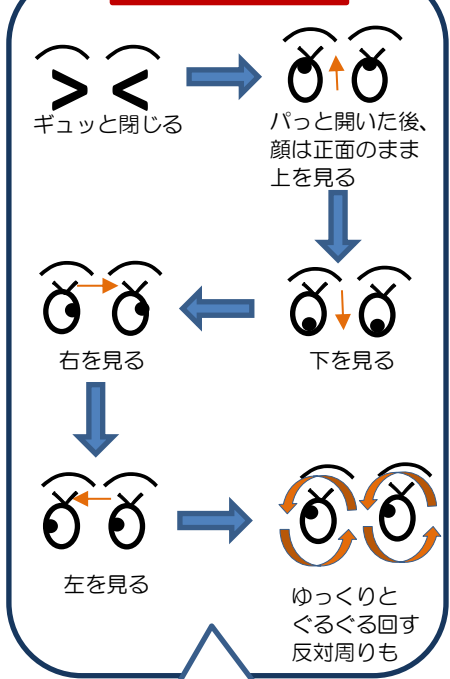 ギュッと閉じる
パっと開いた後、
顔は正面のまま
上を見る
下を見る
右を見る
左を見る
ゆっくりと
ぐるぐる回す
反対周りも